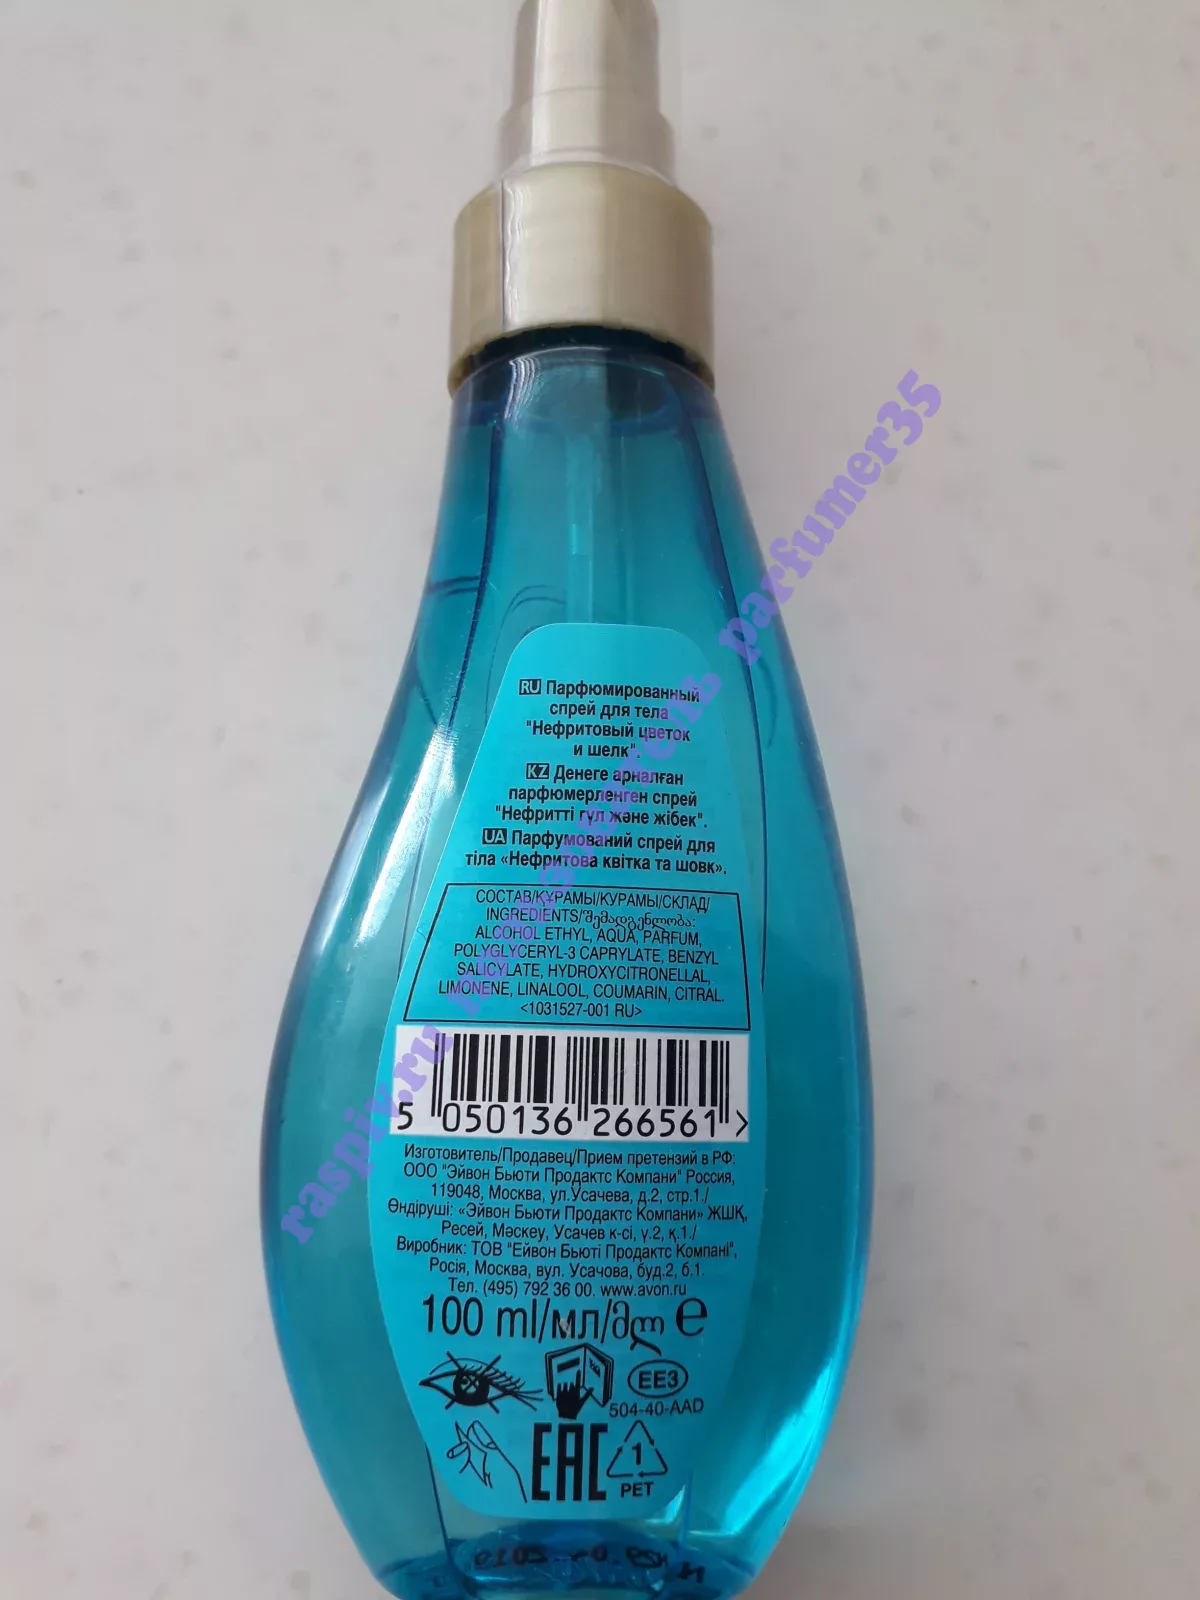 RU Парфюмированный
спрей для тела
"Нефритовый цветок
и шелк".
KZ Денеге арналған
парфюмерленген спрей
"Нефритті гүл және жібек".
UA Парфумований спрей для
тіла «Нефритова квітка та шовк».
СОСТАВ/ҚҰРАМЫ/КУРАМЫ/СКЛАД/
INGREDIENTS/შემადგენლობა:
ALCOHOL ETHYL, AQUA, PARFUM,
POLYGLYCERYL-3 CAPRYLATE, BENZYL
SALICYLATE, HYDROXYCITRONELLAL,
LIMONENE, LINALOOL, COUMARIN, CITRAL.
<1031527-001 RU>
5 050136 266561 >
Изготовитель/Продавец/Прием претензий в РФ:
ООО "Эйвон Бьюти Продактс Компани" Россия,
119048, Москва, ул.Усачева, д.2, стр.1./
Өндіруші: «Эйвон Бьюти Продактс Компани» ЖШҚ,
Ресей, Мәскеу, Усачев к-сі, ү.2, қ.1./
Виробник: ТОВ "Ейвон Бьюті Продактс Компані",
Росія, Москва, вул. Усачова, буд.2, б.1.
Тел. (495) 792 36 00. www.avon.ru
100 ml/мл/მლ e
EE3
504-40-AAD
EAC
1
PET
raspiv.ru parfumer35